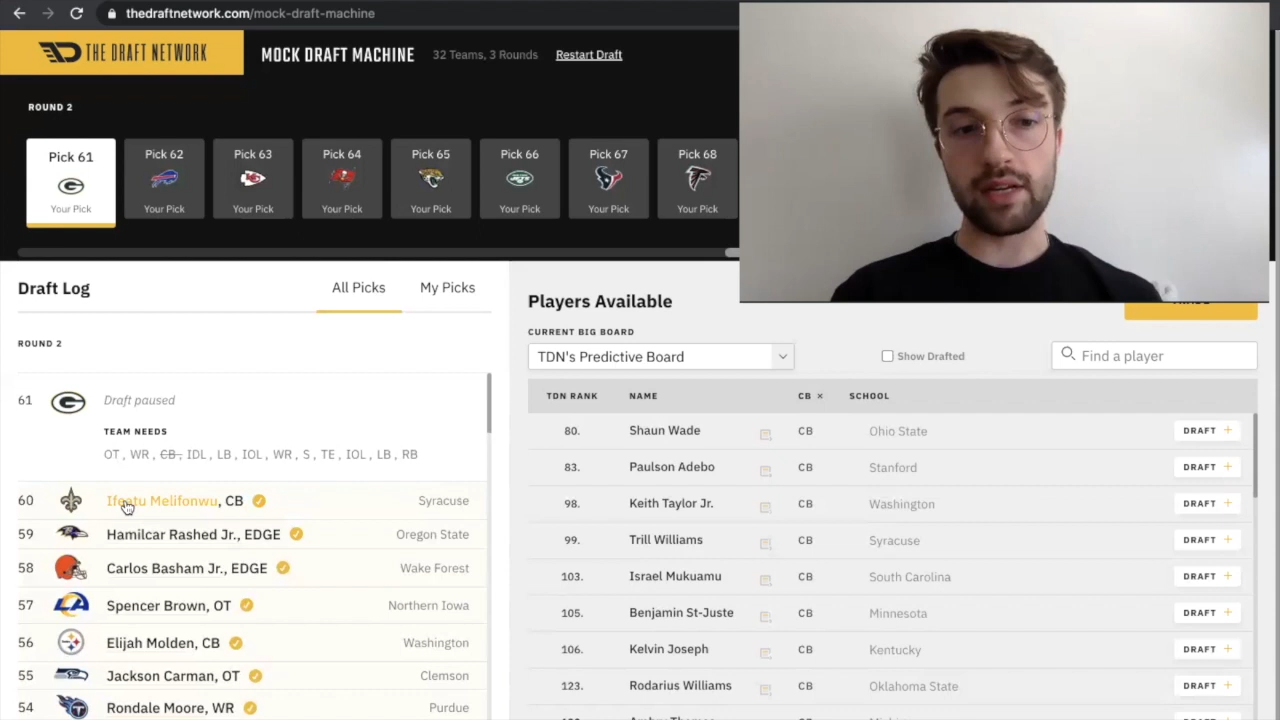 thedraftnetwork.com/mock-draft-machine
THE DRAFT NETWORK MOCK DRAFT MACHINE 32 Teams, 3 Rounds Restart Draft
ROUND 2
Pick 61 Pick 62 Pick 63 Pick 64 Pick 65 Pick 66 Pick 67 Pick 68
Your Pick Your Pick Your Pick Your Pick Your Pick Your Pick Your Pick Your Pick
Draft Log All Picks My Picks
ROUND 2
61 Draft paused
TEAM NEEDS
OT , WR , CB , IDL , LB , IOL , WR , S , TE , IOL , LB , RB
60 Ifeatu Melifonwu, CB Syracuse
59 Hamilcar Rashed Jr., EDGE Oregon State
58 Carlos Basham Jr., EDGE Wake Forest
57 Spencer Brown, OT Northern Iowa
56 Elijah Molden, CB Washington
55 Jackson Carman, OT Clemson
54 Rondale Moore, WR Purdue
Players Available
CURRENT BIG BOARD
TDN's Predictive Board Show Drafted Find a player
TDN RANK NAME CB × SCHOOL
80. Shaun Wade CB Ohio State DRAFT +
83. Paulson Adebo CB Stanford DRAFT +
98. Keith Taylor Jr. CB Washington DRAFT +
99. Trill Williams CB Syracuse DRAFT +
103. Israel Mukuamu CB South Carolina DRAFT +
105. Benjamin St-Juste CB Minnesota DRAFT +
106. Kelvin Joseph CB Kentucky DRAFT +
123. Rodarius Williams CB Oklahoma State DRAFT +